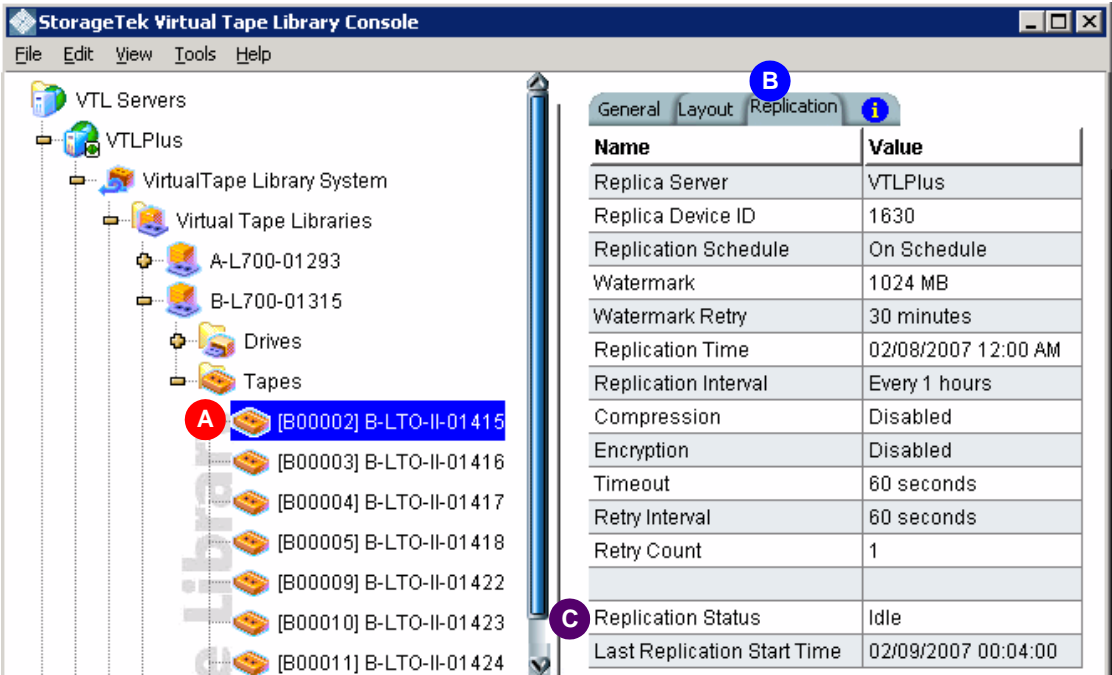 StorageTek Virtual Tape Library Console
File Edit View Tools Help
VTL Servers
VTLPlus
VirtualTape Library System
Virtual Tape Libraries
A-L700-01293
B-L700-01315
Drives
Tapes
A
[B00002] B-LTO-II-01415
[B00003] B-LTO-II-01416
[B00004] B-LTO-II-01417
[B00005] B-LTO-II-01418
[B00009] B-LTO-II-01422
[B00010] B-LTO-II-01423
[B00011] B-LTO-II-01424
e Librar
B
General Layout Replication i
Name Value
Replica Server VTLPlus
Replica Device ID 1630
Replication Schedule On Schedule
Watermark 1024 MB
Watermark Retry 30 minutes
Replication Time 02/08/2007 12:00 AM
Replication Interval Every 1 hours
Compression Disabled
Encryption Disabled
Timeout 60 seconds
Retry Interval 60 seconds
Retry Count 1
C
Replication Status Idle
Last Replication Start Time 02/09/2007 00:04:00